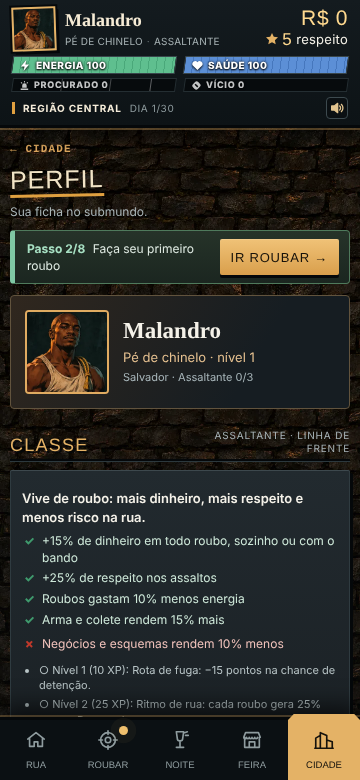 Malandro
R$ 0
PÉ DE CHINELO · ASSALTANTE
5 respeito
ENERGIA 100
SAÚDE 100
PROCURADO 0
VÍCIO 0
REGIÃO CENTRAL DIA 1/30
← CIDADE
PERFIL
Sua ficha no submundo.
Passo 2/8 Faça seu primeiro
roubo
IR ROUBAR →
Malandro
Pé de chinelo · nível 1
Salvador · Assaltante 0/3
CLASSE
ASSALTANTE · LINHA DE
FRENTE
Vive de roubo: mais dinheiro, mais respeito e
menos risco na rua.
✓ +15% de dinheiro em todo roubo, sozinho ou com o
bando
✓ +25% de respeito nos assaltos
✓ Roubos gastam 10% menos energia
✓ Arma e colete rendem 15% mais
× Negócios e esquemas rendem 10% menos
• ○ Nível 1 (10 XP): Rota de fuga: −15 pontos na chance de
detenção.
• ○ Nível 2 (25 XP): Ritmo de rua: cada roubo gera 25%
RUA
ROUBAR
NOITE
FEIRA
CIDADE